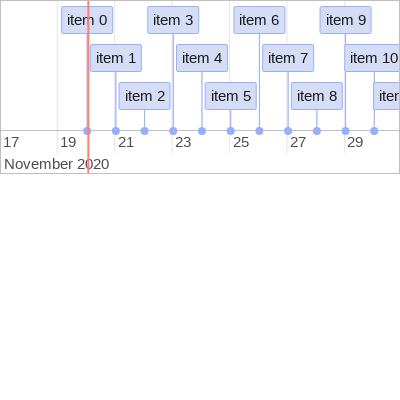 item 0 item 3 item 6 item 9
item 1 item 4 item 7 item 10
item 2 item 5 item 8
17 19 21 23 25 27 29
November 2020